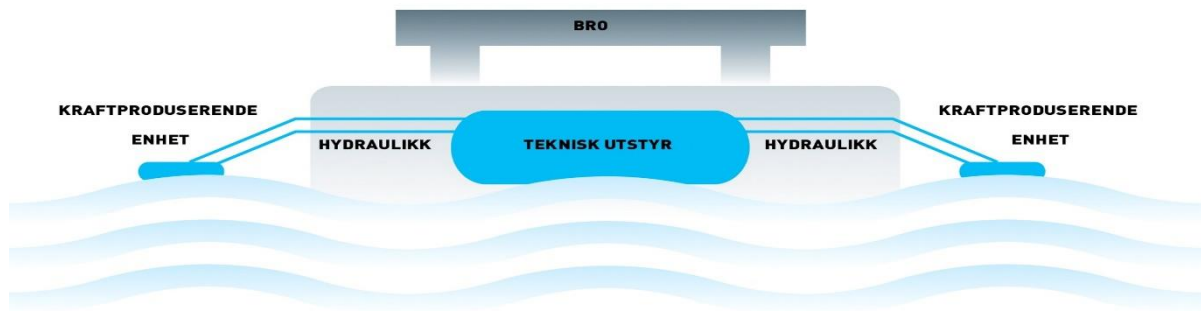 BRO
KRAFTPRODUSERENDE
ENHET
HYDRAULIKK
TEKNISK UTSTYR
HYDRAULIKK
KRAFTPRODUSERENDE
ENHET